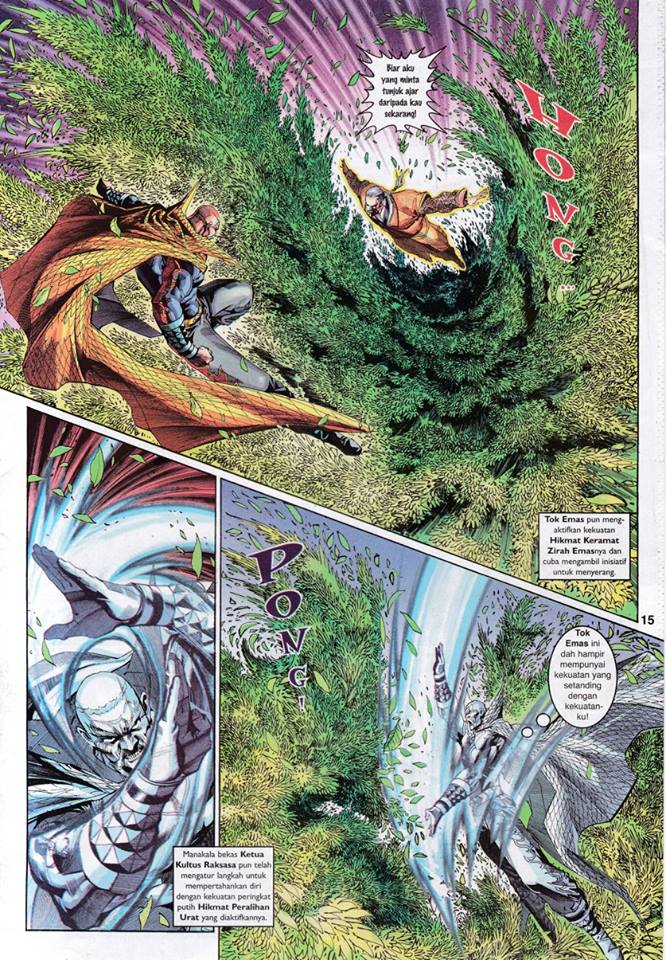 Biar aku
yang minta
tunjuk ajar
daripada kau
sekarang!
HONG!!
Tok Emas pun meng-
aktifkan kekuatan
Hikmat Keramat
Zirah Emasnya dan
cuba mengambil inisiatif
untuk menyerang.
15
Manakala bekas Ketua
Kultus Raksasa pun telah
mengatur langkah untuk
mempertahankan diri
dengan kekuatan peringkat
putih Hikmat Peralihan
Urat yang diaktifkannya.
PONG!
Tok
Emas ini
dah hampir
mempunyai
kekuatan yang
setanding
dengan
kekuatan-
ku!